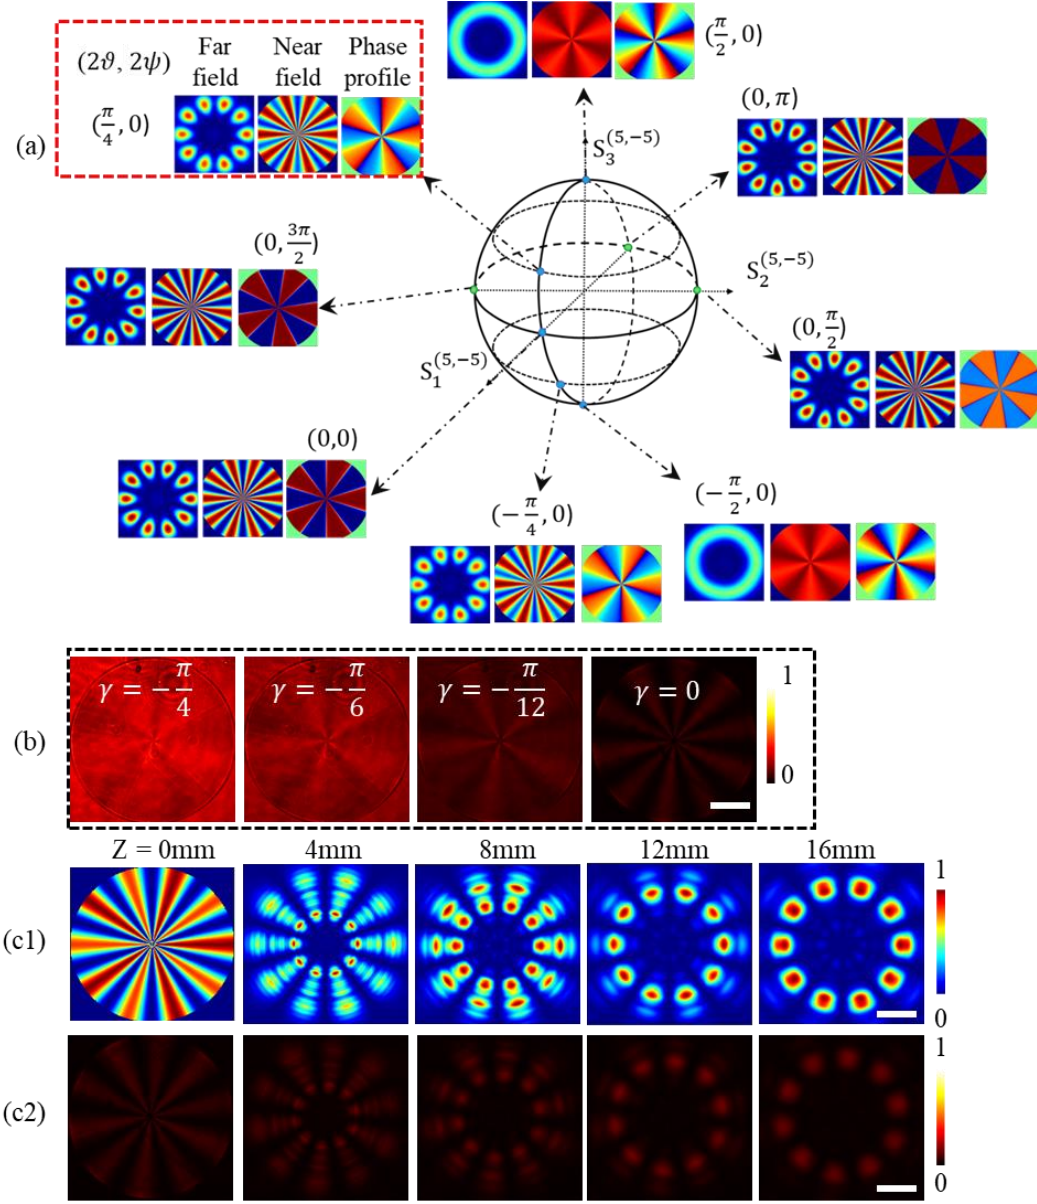 (a)
(2ϑ, 2ψ)
Far field
Near field
Phase profile
(π/4, 0)
(π/2, 0)
S₃^(5,-5)
(0, π)
(0, 3π/2)
S₂^(5,-5)
(0, π/2)
S₁^(5,-5)
(0,0)
(-π/4, 0)
(-π/2, 0)
(b)
γ = -π/4
γ = -π/6
γ = -π/12
γ = 0
1
0
Z = 0mm 4mm 8mm 12mm 16mm
(c1)
1
0
(c2)
1
0